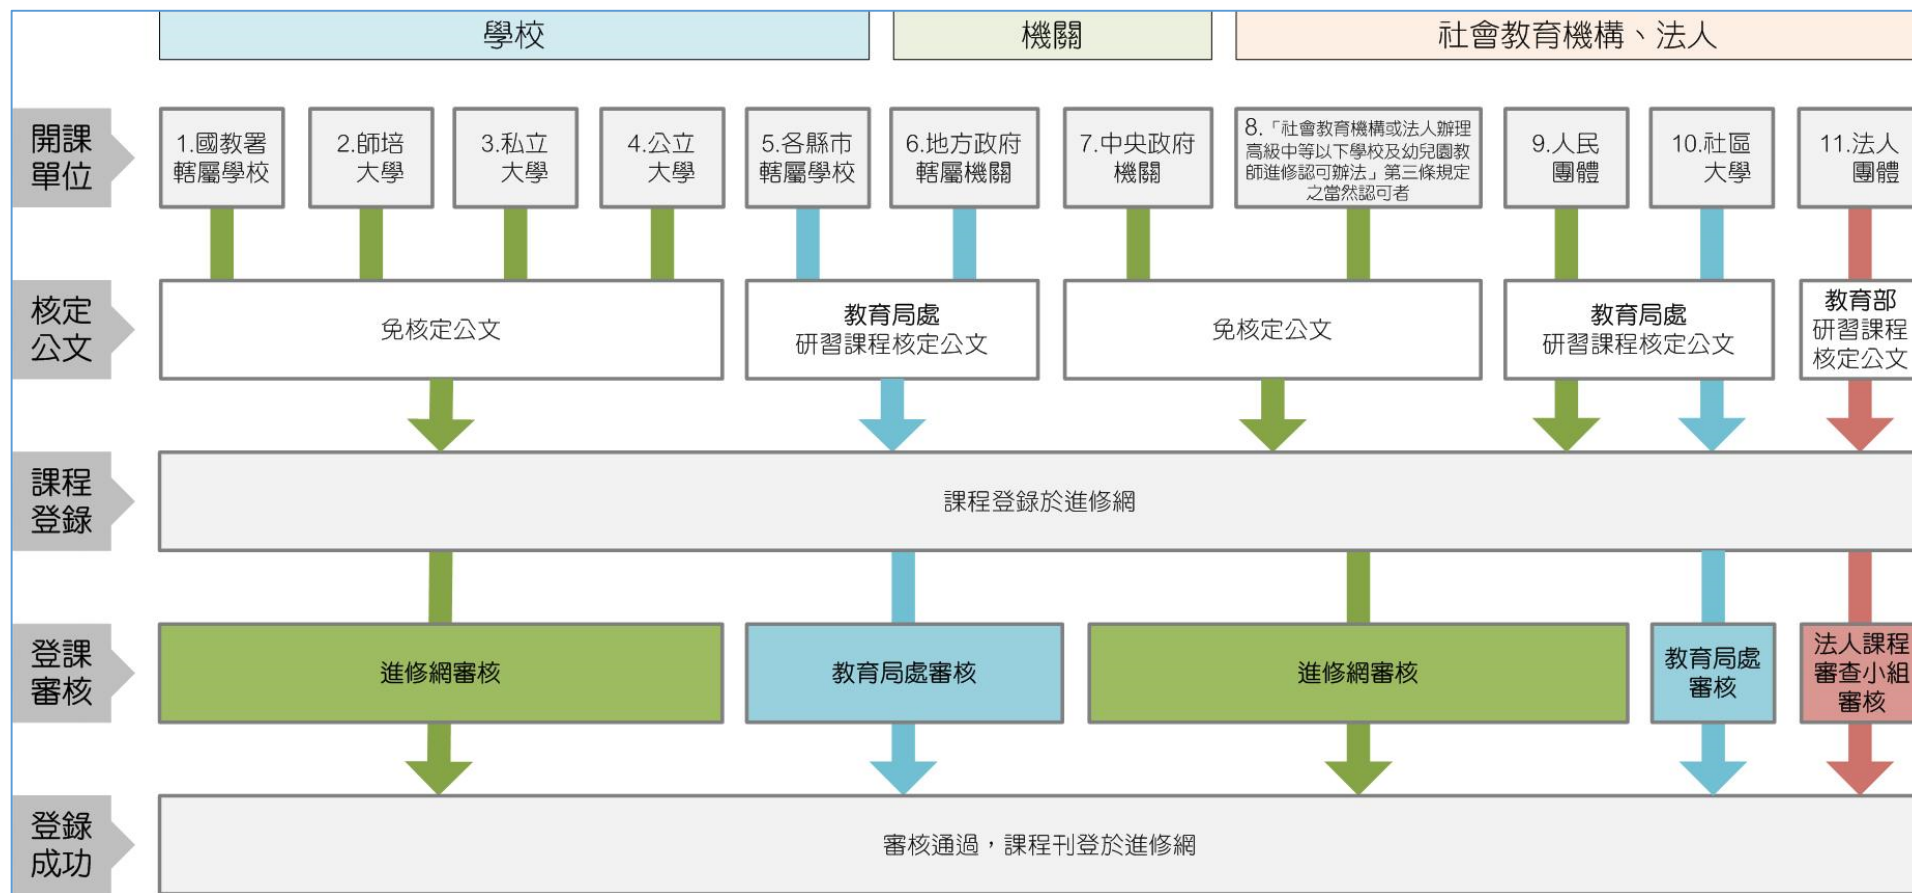 學校
機關
社會教育機構、法人
開課
單位
1.國教署
轄屬學校
2.師培
大學
3.私立
大學
4.公立
大學
5.各縣市
轄屬學校
6.地方政府
轄屬機關
7.中央政府
機關
8.「社會教育機構或法人辦理
高級中等以下學校及幼兒園教
師進修認可辦法」第三條規定
之當然認可者
9.人民
團體
10.社區
大學
11.法人
團體
核定
公文
免核定公文
教育局處
研習課程核定公文
免核定公文
教育局處
研習課程核定公文
教育部
研習課程
核定公文
課程
登錄
課程登錄於進修網
登課
審核
進修網審核
教育局處審核
進修網審核
教育局處
審核
法人課程
審查小組
審核
登錄
成功
審核通過，課程刊登於進修網